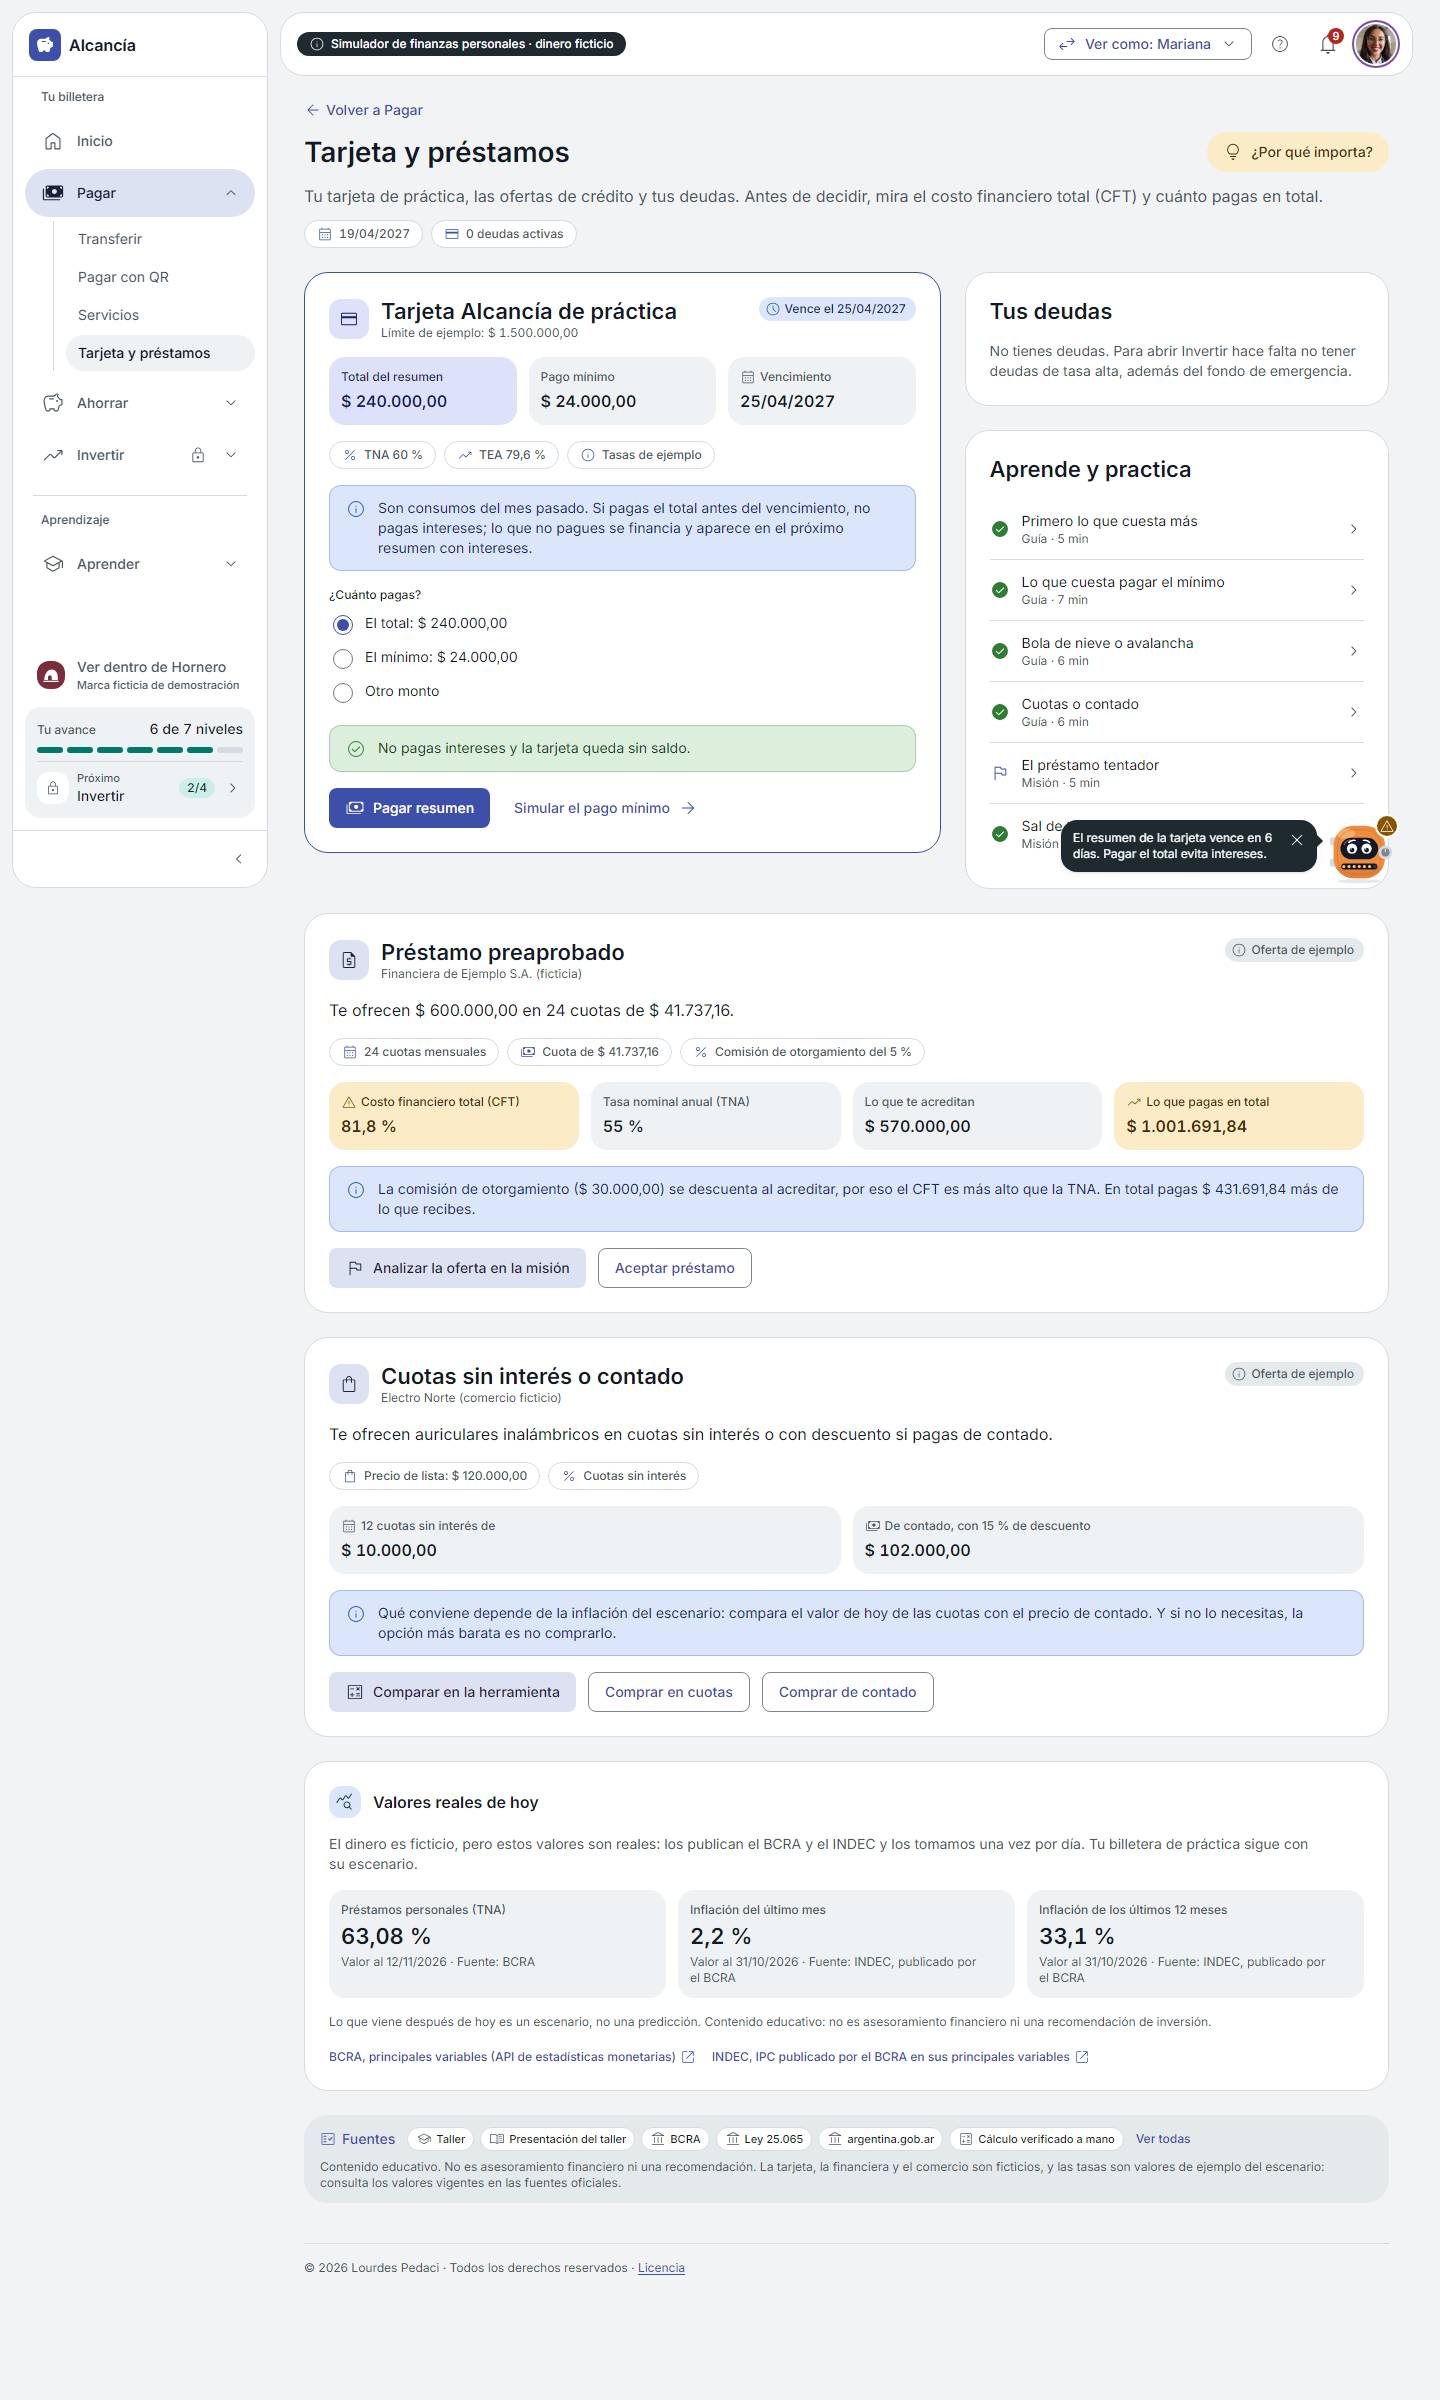 Alcancía
Tu billetera
Inicio
Pagar
Transferir
Pagar con QR
Servicios
Tarjeta y préstamos
Ahorrar
Invertir
Aprendizaje
Aprender
Ver dentro de Hornero
Marca ficticia de demostración
Tu avance
6 de 7 niveles
Próximo
Invertir
2/4
Simulador de finanzas personales · dinero ficticio
Ver como: Mariana
9
Volver a Pagar
Tarjeta y préstamos
¿Por qué importa?
Tu tarjeta de práctica, las ofertas de crédito y tus deudas. Antes de decidir, mira el costo financiero total (CFT) y cuánto pagas en total.
19/04/2027
0 deudas activas
Tarjeta Alcancía de práctica
Límite de ejemplo: $ 1.500.000,00
Vence el 25/04/2027
Total del resumen
$ 240.000,00
Pago mínimo
$ 24.000,00
Vencimiento
25/04/2027
TNA 60 %
TEA 79,6 %
Tasas de ejemplo
Son consumos del mes pasado. Si pagas el total antes del vencimiento, no
pagas intereses; lo que no pagues se financia y aparece en el próximo
resumen con intereses.
¿Cuánto pagas?
El total: $ 240.000,00
El mínimo: $ 24.000,00
Otro monto
No pagas intereses y la tarjeta queda sin saldo.
Pagar resumen
Simular el pago mínimo
Tus deudas
No tienes deudas. Para abrir Invertir hace falta no tener
deudas de tasa alta, además del fondo de emergencia.
Aprende y practica
Primero lo que cuesta más
Guía · 5 min
Lo que cuesta pagar el mínimo
Guía · 7 min
Bola de nieve o avalancha
Guía · 6 min
Cuotas o contado
Guía · 6 min
El préstamo tentador
Misión · 5 min
Sal de
Misión
El resumen de la tarjeta vence en 6
días. Pagar el total evita intereses.
Préstamo preaprobado
Financiera de Ejemplo S.A. (ficticia)
Oferta de ejemplo
Te ofrecen $ 600.000,00 en 24 cuotas de $ 41.737,16.
24 cuotas mensuales
Cuota de $ 41.737,16
Comisión de otorgamiento del 5 %
Costo financiero total (CFT)
81,8 %
Tasa nominal anual (TNA)
55 %
Lo que te acreditan
$ 570.000,00
Lo que pagas en total
$ 1.001.691,84
La comisión de otorgamiento ($ 30.000,00) se descuenta al acreditar, por eso el CFT es más alto que la TNA. En total pagas $ 431.691,84 más de
lo que recibes.
Analizar la oferta en la misión
Aceptar préstamo
Cuotas sin interés o contado
Electro Norte (comercio ficticio)
Oferta de ejemplo
Te ofrecen auriculares inalámbricos en cuotas sin interés o con descuento si pagas de contado.
Precio de lista: $ 120.000,00
Cuotas sin interés
12 cuotas sin interés de
$ 10.000,00
De contado, con 15 % de descuento
$ 102.000,00
Qué conviene depende de la inflación del escenario: compara el valor de hoy de las cuotas con el precio de contado. Y si no lo necesitas, la
opción más barata es no comprarlo.
Comparar en la herramienta
Comprar en cuotas
Comprar de contado
Valores reales de hoy
El dinero es ficticio, pero estos valores son reales: los publican el BCRA y el INDEC y los tomamos una vez por día. Tu billetera de práctica sigue con
su escenario.
Préstamos personales (TNA)
63,08 %
Valor al 12/11/2026 · Fuente: BCRA
Inflación del último mes
2,2 %
Valor al 31/10/2026 · Fuente: INDEC, publicado por
el BCRA
Inflación de los últimos 12 meses
33,1 %
Valor al 31/10/2026 · Fuente: INDEC, publicado por
el BCRA
Lo que viene después de hoy es un escenario, no una predicción. Contenido educativo: no es asesoramiento financiero ni una recomendación de inversión.
BCRA, principales variables (API de estadísticas monetarias)
INDEC, IPC publicado por el BCRA en sus principales variables
Fuentes
Taller
Presentación del taller
BCRA
Ley 25.065
argentina.gob.ar
Cálculo verificado a mano
Ver todas
Contenido educativo. No es asesoramiento financiero ni una recomendación. La tarjeta, la financiera y el comercio son ficticios, y las tasas son valores de ejemplo del escenario:
consulta los valores vigentes en las fuentes oficiales.
© 2026 Lourdes Pedaci · Todos los derechos reservados · Licencia